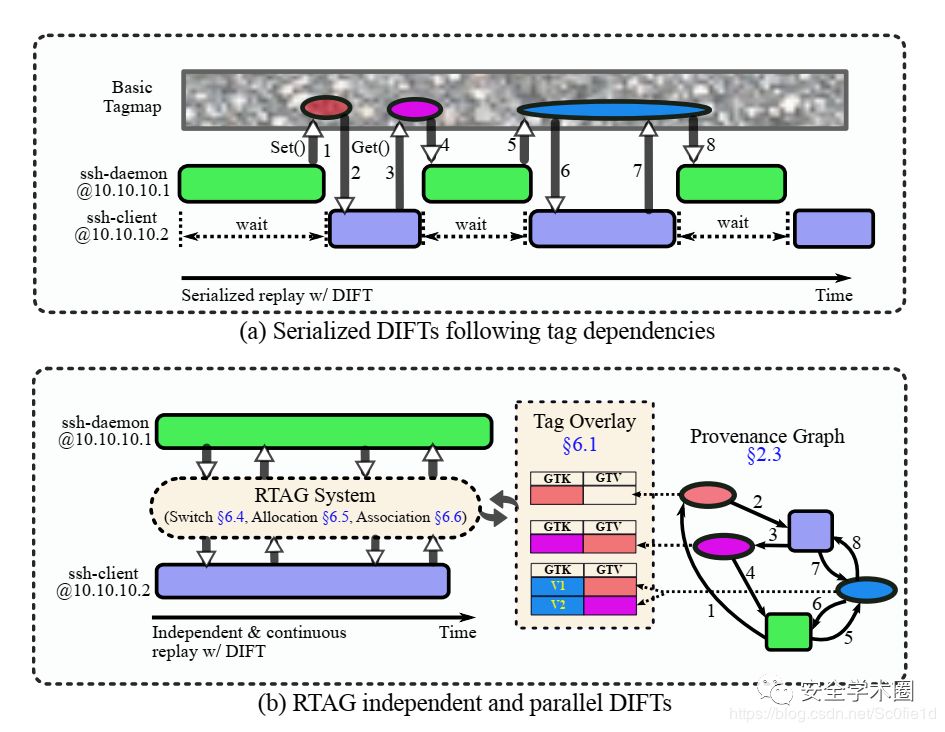 Basic
Tagmap
Set()
1
2
Get()
3
4
5
6
7
8
ssh-daemon
@10.10.10.1
ssh-client
@10.10.10.2
wait
wait
wait
Serialized replay w/ DIFT
Time
(a) Serialized DIFTs following tag dependencies
ssh-daemon
@10.10.10.1
RTAG System
(Switch §6.4, Allocation §6.5, Association §6.6)
ssh-client
@10.10.10.2
Independent & continuous
replay w/ DIFT
Time
Tag Overlay
§6.1
GTK GTV
GTK GTV
GTK GTV
V1
V2
Provenance Graph
§2.3
2
3
8
7
4
1
6
5
(b) RTAG independent and parallel DIFTs
安全学术圈
https://blog.csdn.net/Sc0fie1d